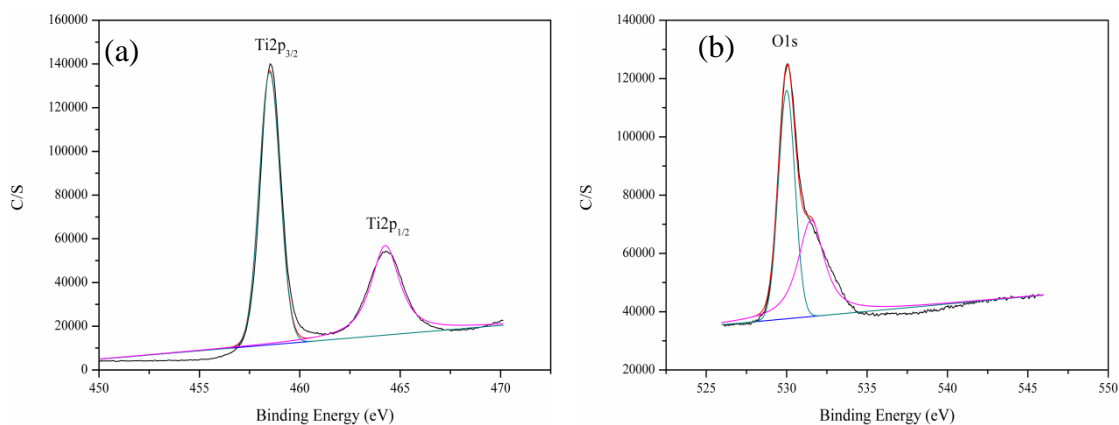 (a)
Ti2p3/2
Ti2p1/2
C/S
160000
140000
120000
100000
80000
60000
40000
20000
0
450 455 460 465 470
Binding Energy (eV)
(b)
O1s
C/S
140000
120000
100000
80000
60000
40000
20000
525 530 535 540 545 550
Binding Energy (eV)